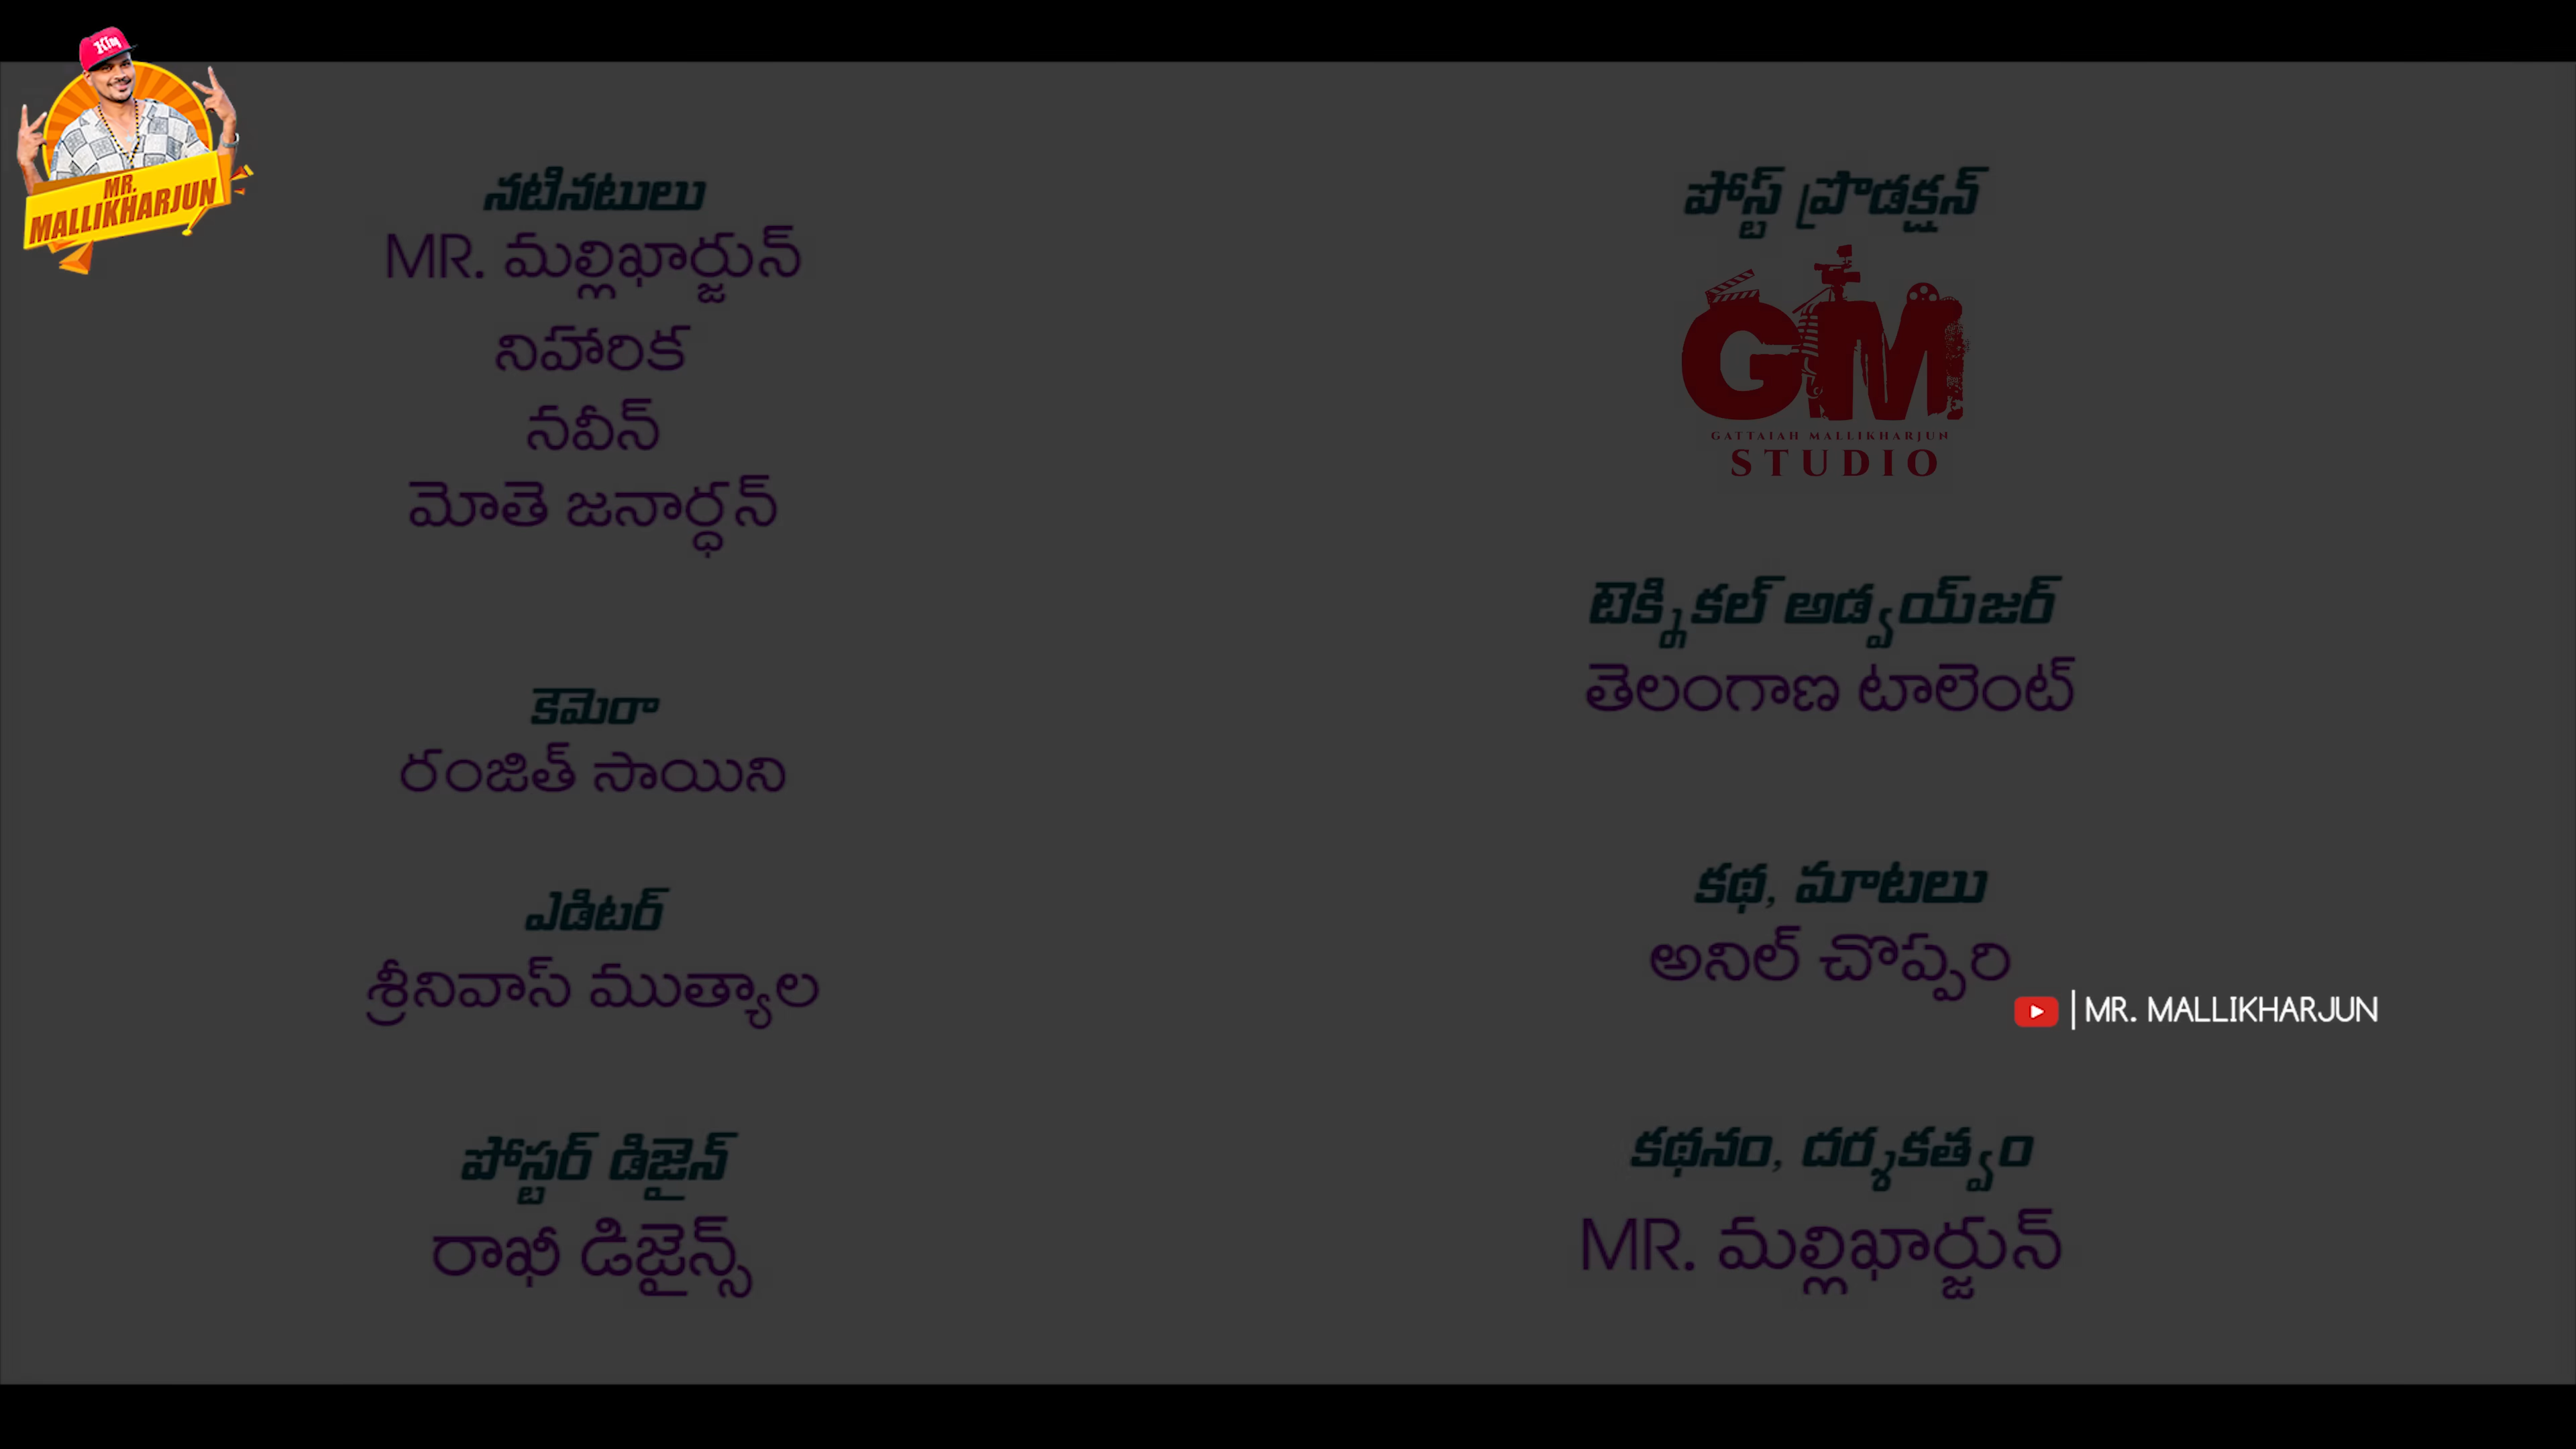 Kim
MR.
MALLIKHARJUN
నటినటులు
MR. మల్లిఖార్జున్
నిహారిక
నవీన్
మోతె జనార్ధన్
కెమెరా
రంజిత్ సాయిని
ఎడిటర్
శ్రీనివాస్ ముత్యాల
పోస్టర్ డిజైన్
రాఖీ డిజైన్స్
పోస్ట్ ప్రొడక్షన్
GM
GATTAIAH MALLIKHARJUN
STUDIO
టెక్నికల్ అడ్వయ్‌జర్
తెలంగాణ టాలెంట్
కథ, మాటలు
అనిల్ చొప్పరి
MR. MALLIKHARJUN
కథనం, దర్శకత్వం
MR. మల్లిఖార్జున్